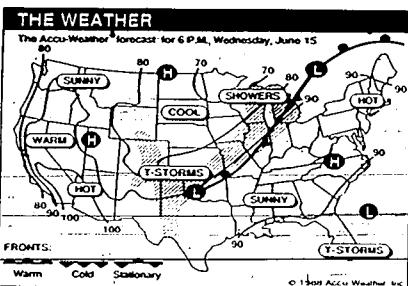 THE WEATHER
The Accu-Weather forecast for 6 P.M., Wednesday, June 15
80
80
70
70
80
90
90
90
SUNNY
H
L
SHOWERS
HOT
COOL
WARM
H
H
90
T-STORMS
HOT
L
SUNNY
L
80
90
100
100
90
T-STORMS
FRONTS:
Warm
Cold
Stationary
© 1988 Accu Weather, Inc